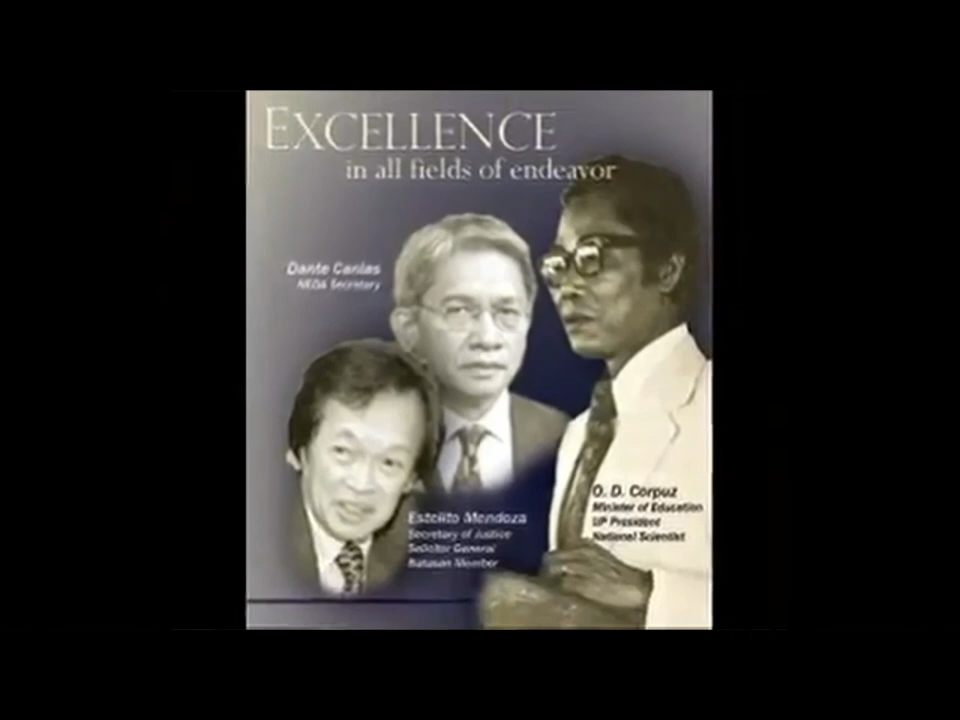 EXCELLENCE
in all fields of endeavor
Dante Canlas
NEDA Secretary
Estelito Mendoza
Secretary of Justice
Solicitor General
Batasan Member
O. D. Corpuz
Minister of Education
UP President
National Scientist